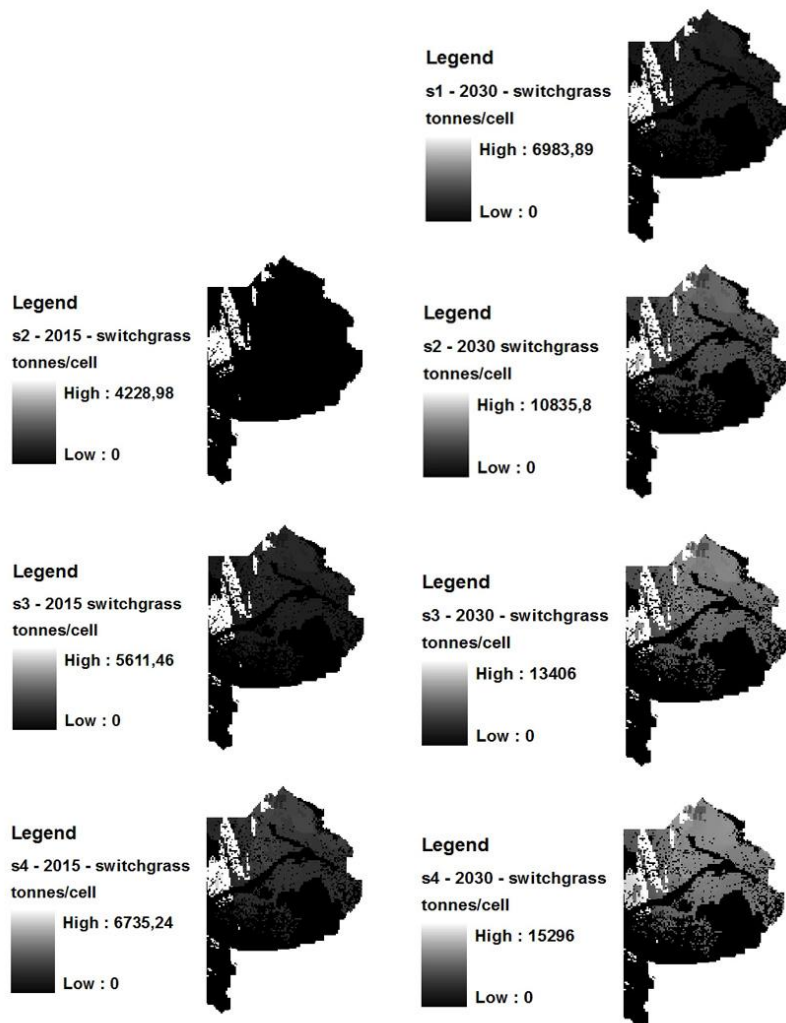 Legend
s1 - 2030 - switchgrass
tonnes/cell
High : 6983,89
Low : 0
Legend
s2 - 2015 - switchgrass
tonnes/cell
High : 4228,98
Low : 0
Legend
s2 - 2030 switchgrass
tonnes/cell
High : 10835,8
Low : 0
Legend
s3 - 2015 switchgrass
tonnes/cell
High : 5611,46
Low : 0
Legend
s3 - 2030 - switchgrass
tonnes/cell
High : 13406
Low : 0
Legend
s4 - 2015 - switchgrass
tonnes/cell
High : 6735,24
Low : 0
Legend
s4 - 2030 - switchgrass
tonnes/cell
High : 15296
Low : 0